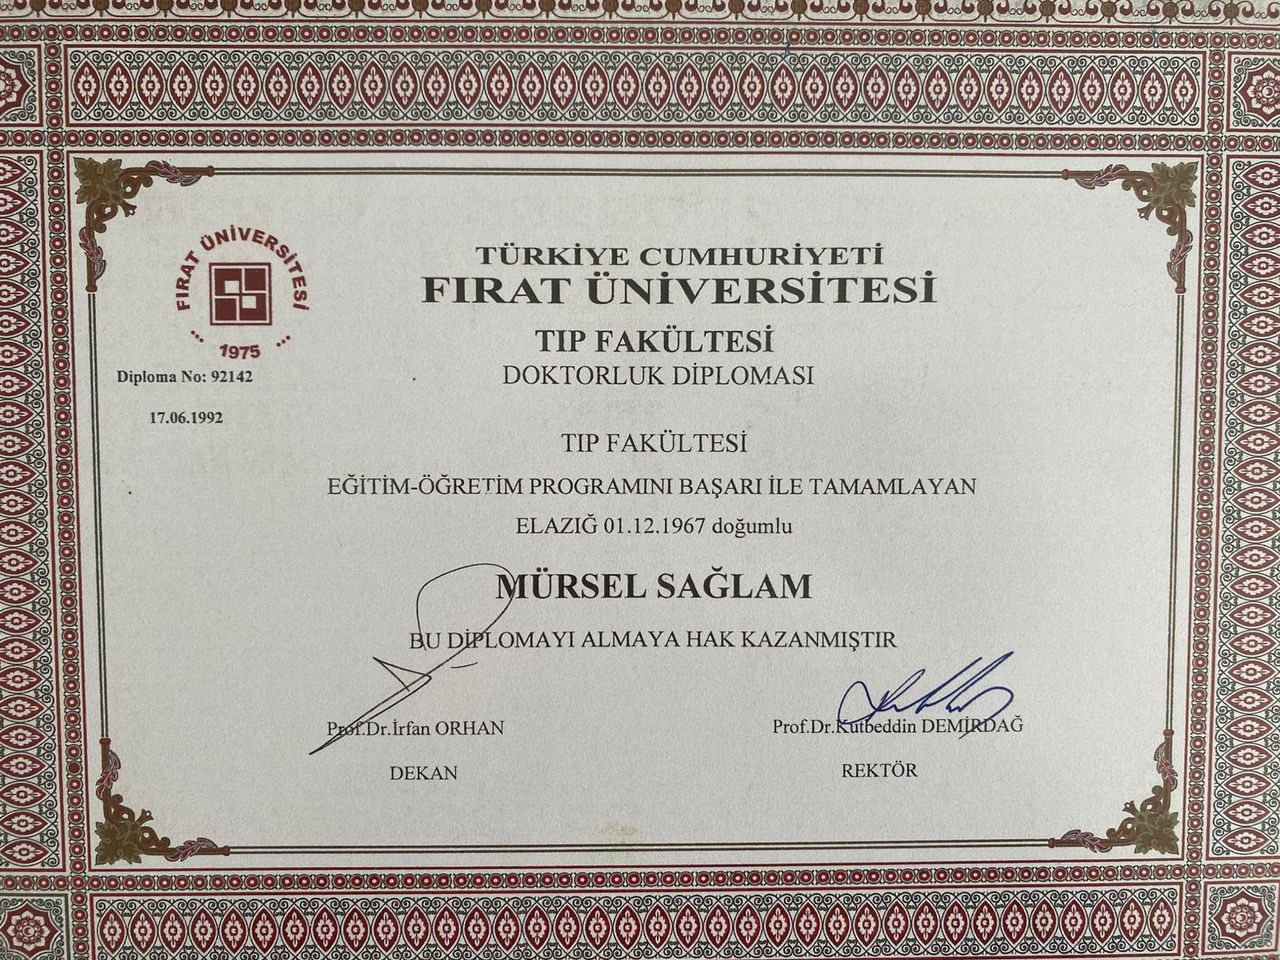 FIRAT ÜNİVERSİTESİ
1975
Diploma No: 92142
17.06.1992
TÜRKİYE CUMHURİYETİ
FIRAT ÜNİVERSİTESİ
TIP FAKÜLTESİ
DOKTORLUK DİPLOMASI
TIP FAKÜLTESİ
EĞİTİM-ÖĞRETİM PROGRAMINI BAŞARI İLE TAMAMLAYAN
ELAZIĞ 01.12.1967 doğumlu
MÜRSEL SAĞLAM
BU DİPLOMAYI ALMAYA HAK KAZANMIŞTIR
Prof.Dr.İrfan ORHAN
DEKAN
Prof.Dr.Kutbeddin DEMİRDAĞ
REKTÖR